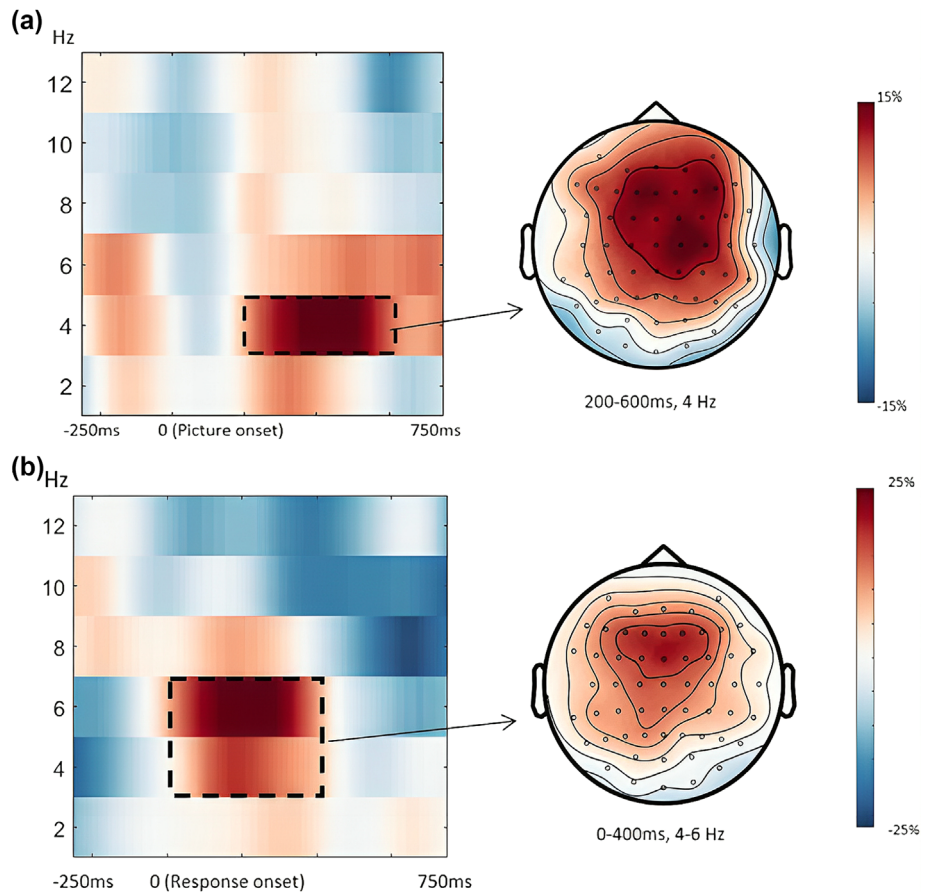 (a)
Hz
12
10
8
6
4
2
-250ms 0 (Picture onset) 750ms
15%
-15%
200-600ms, 4 Hz
(b)
Hz
12
10
8
6
4
2
-250ms 0 (Response onset) 750ms
25%
-25%
0-400ms, 4-6 Hz